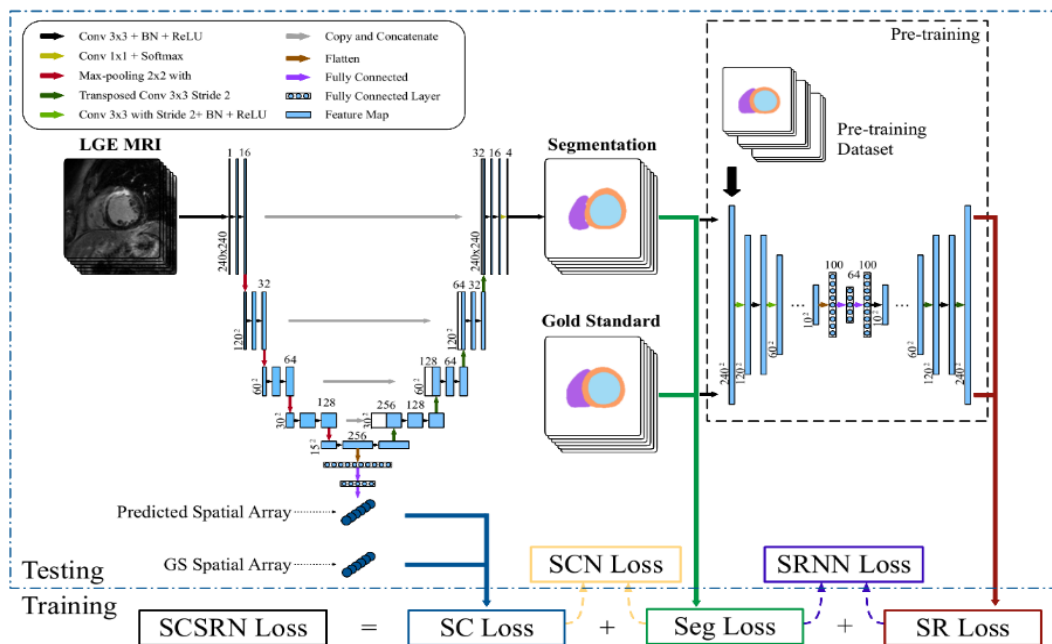 Conv 3x3 + BN + ReLU
Conv 1x1 + Softmax
Max-pooling 2x2 with
Transposed Conv 3x3 Stride 2
Conv 3x3 with Stride 2+ BN + ReLU
Copy and Concatenate
Flatten
Fully Connected
Fully Connected Layer
Feature Map
Pre-training
Pre-training
Dataset
LGE MRI
1 16
240x240
32
120²
64
60²
128
30²
256
15²
256 128
30²
128 64
60²
64 32
120²
32 16 4
240x240
Segmentation
Gold Standard
240²
120²
60²
...
10²
100
64
100
10²
...
60²
120²
240²
Predicted Spatial Array
GS Spatial Array
Testing
Training
SCN Loss
SRNN Loss
SCSRN Loss = SC Loss + Seg Loss + SR Loss